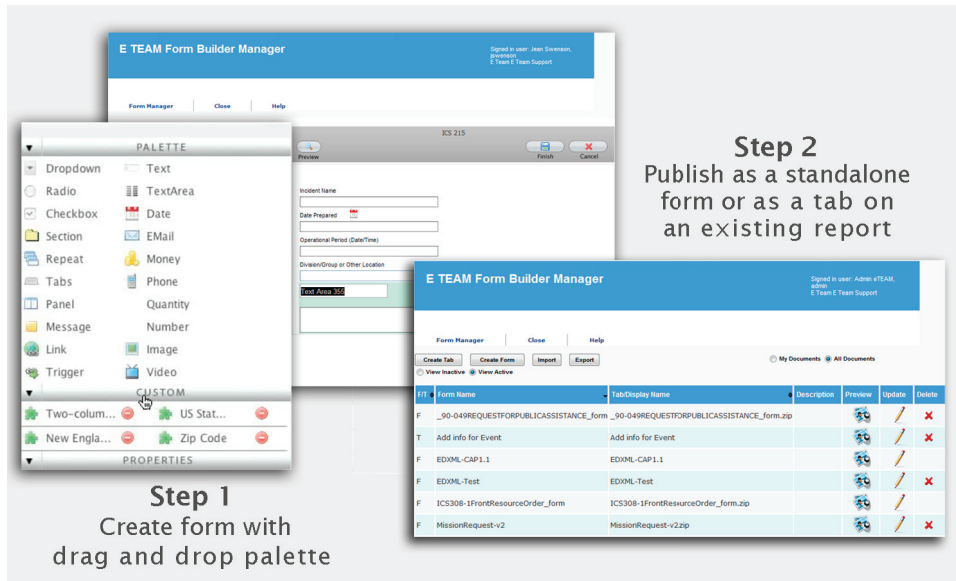 E TEAM Form Builder Manager
Signed in user: Jean Swenson,
jswenson
E Team E Team Support
Form Manager Close Help
ICS 215
Preview Finish Cancel
Incident Name
Date Prepared
Operational Period (Date/Time)
Division/Group or Other Location
Text Area 355
PALETTE
Dropdown Text
Radio TextArea
Checkbox Date
Section EMail
Repeat Money
Tabs Phone
Panel Quantity
Message Number
Link Image
Trigger Video
CUSTOM
Two-colum... US Stat...
New Engla... Zip Code
PROPERTIES
Step 1
Create form with
drag and drop palette
Step 2
Publish as a standalone
form or as a tab on
an existing report
E TEAM Form Builder Manager
Signed in user: Admin eTEAM,
admin
E Team E Team Support
Form Manager Close Help
Create Tab Create Form Import Export My Documents All Documents
View Inactive View Active
F/T Form Name Tab/Display Name Description Preview Update Delete
F _90-049REQUESTFORPUBLICASSISTANCE_form _90-049REQUESTFORPUBLICASSISTANCE_form.zip
T Add info for Event Add info for Event
F EDXML-CAP1.1 EDXML-CAP1.1
F EDXML-Test EDXML-Test
F ICS308-1FrontResourceOrder_form ICS308-1FrontResourceOrder_form.zip
F MissionRequest-v2 MissionRequest-v2zip